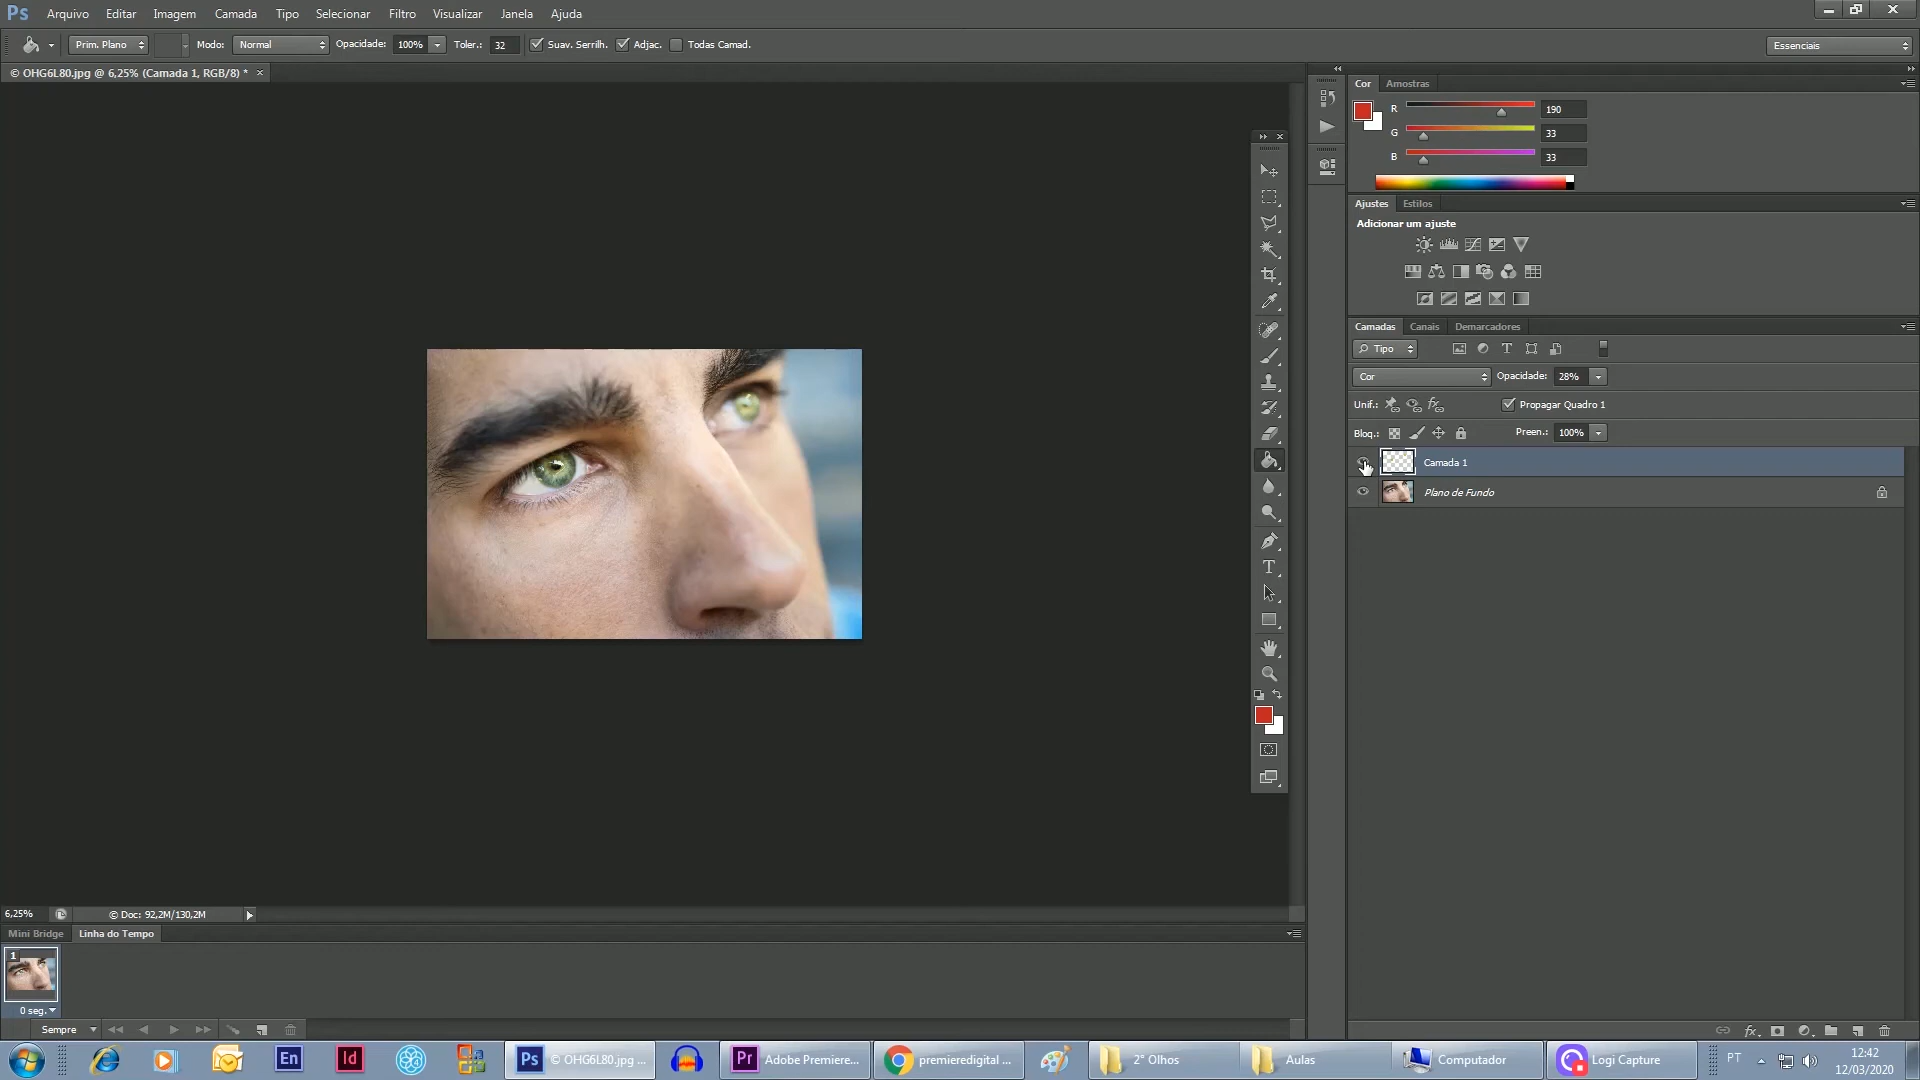 Ps Arquivo Editar Imagem Camada Tipo Selecionar Filtro Visualizar Janela Ajuda
Prim. Plano Modo: Normal Opacidade: 100% Toler.: 32 Suav. Serrilh. Adjac. Todas Camad. Essenciais
© OHG6L80.jpg @ 6,25% (Camada 1, RGB/8) * ×
Cor Amostras
R 190
G 33
B 33
Ajustes Estilos
Adicionar um ajuste
Camadas Canais Demarcadores
Tipo
Cor Opacidade: 28%
Unif.: Propagar Quadro 1
Bloq.: Preen.: 100%
Camada 1
Plano de Fundo
6,25% © Doc: 92,2M/130,2M
Mini Bridge Linha do Tempo
1
0 seg.
Sempre
En Id Ps © OHG6L80.jpg ... Pr Adobe Premiere... premieredigital ... 2° Olhos Aulas Computador Logi Capture PT 12:42
12/03/2020